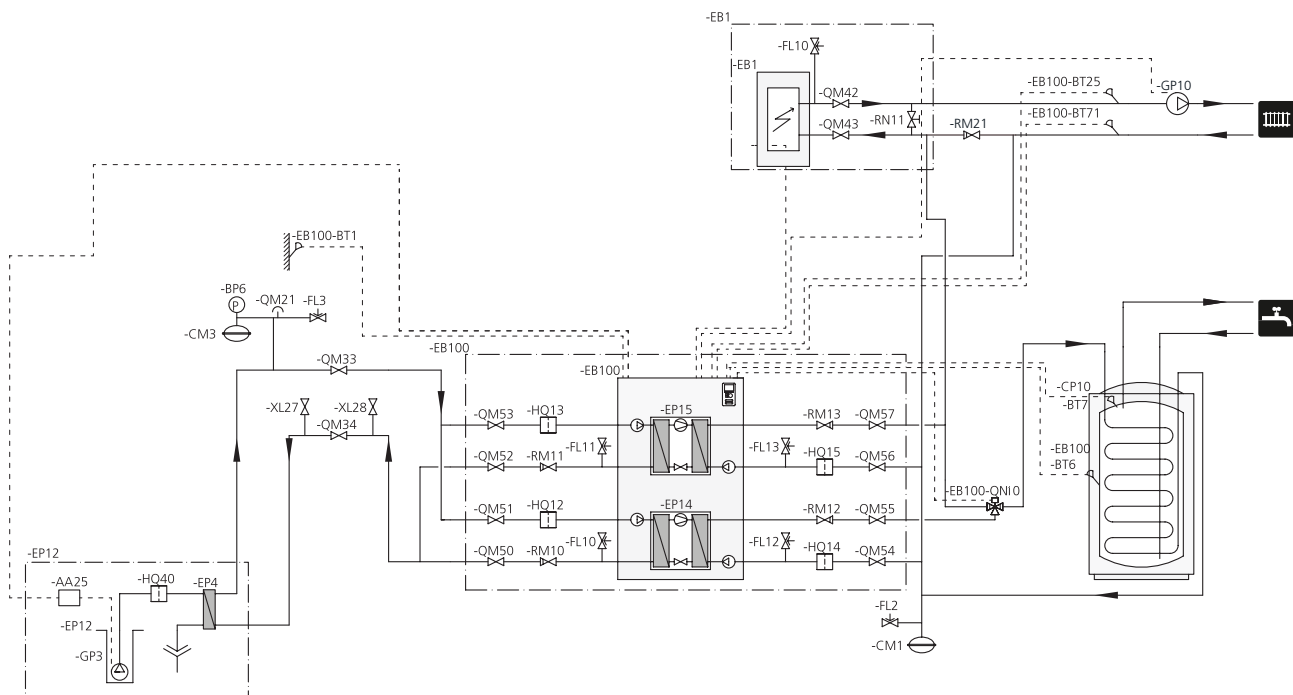 -EB1
-FL10
-EB1
-QM42
-QM43
-RN11
-RM21
-EB100-BT25
-GP10
-EB100-BT71
-EB100-BT1
-BP6
P
-QM21
-FL3
-CM3
-QM33
-XL27
-XL28
-QM34
-EB100
-EB100
-QM53
-HQ13
-EP15
-RM13
-QM57
-FL11
-FL13
-QM52
-RM11
-HQ15
-QM56
-QM51
-HQ12
-EP14
-RM12
-QM55
-FL10
-FL12
-QM50
-RM10
-HQ14
-QM54
-EB100-QN10
-CP10
-BT7
-EB100
-BT6
-EP12
-AA25
-HQ40
-EP4
-EP12
-GP3
-FL2
-CM1